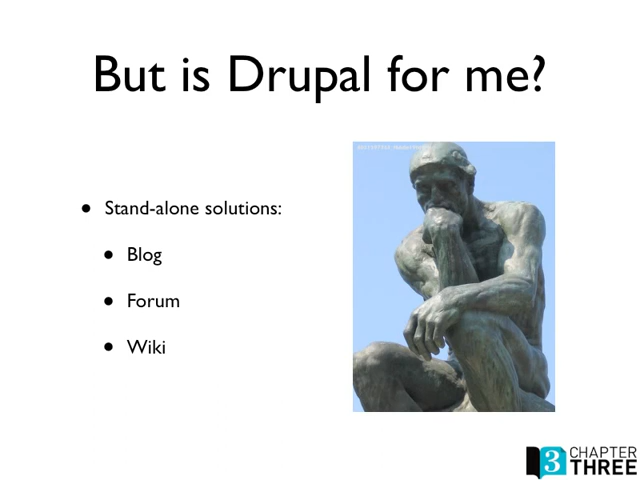 But is Drupal for me?
• Stand-alone solutions:
• Blog
• Forum
• Wiki
3 CHAPTER
THREE